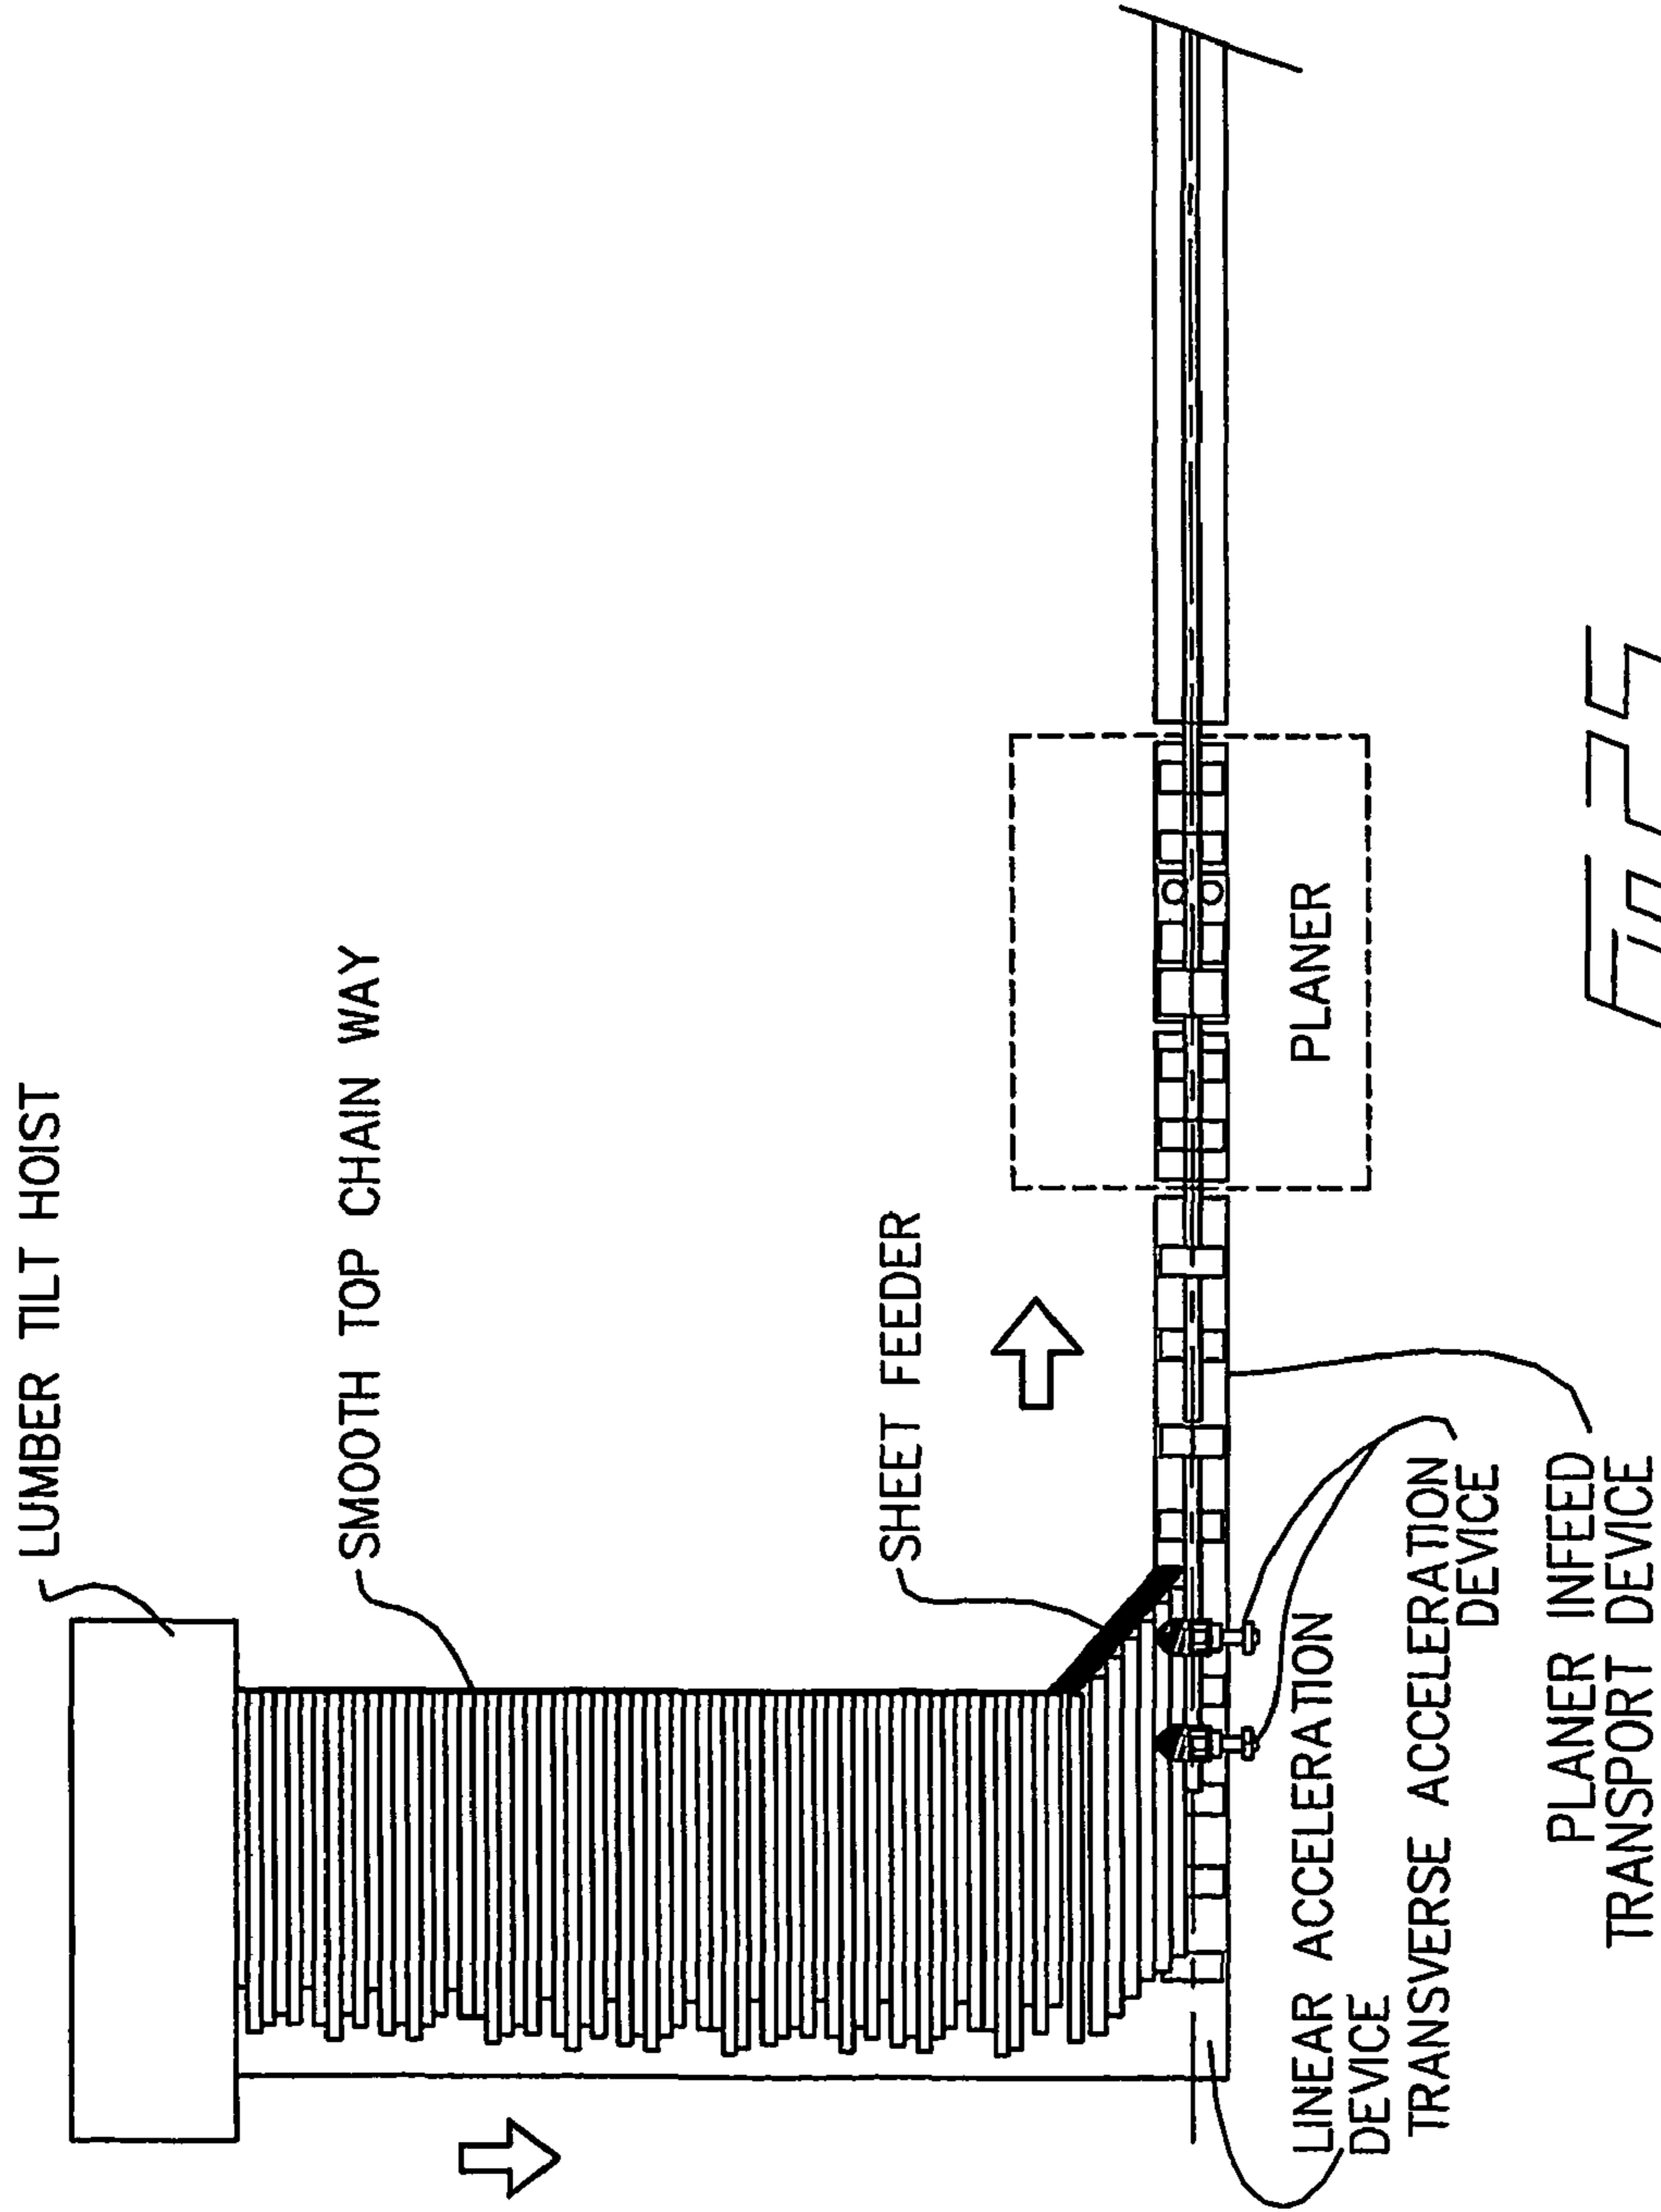 LUMBER TILT HOIST
SMOOTH TOP CHAIN WAY
SHEET FEEDER
PLANER
LINEAR ACCELERATION
DEVICE
TRANSVERSE ACCELERATION
DEVICE
PLANER INFEED
TRANSPORT DEVICE